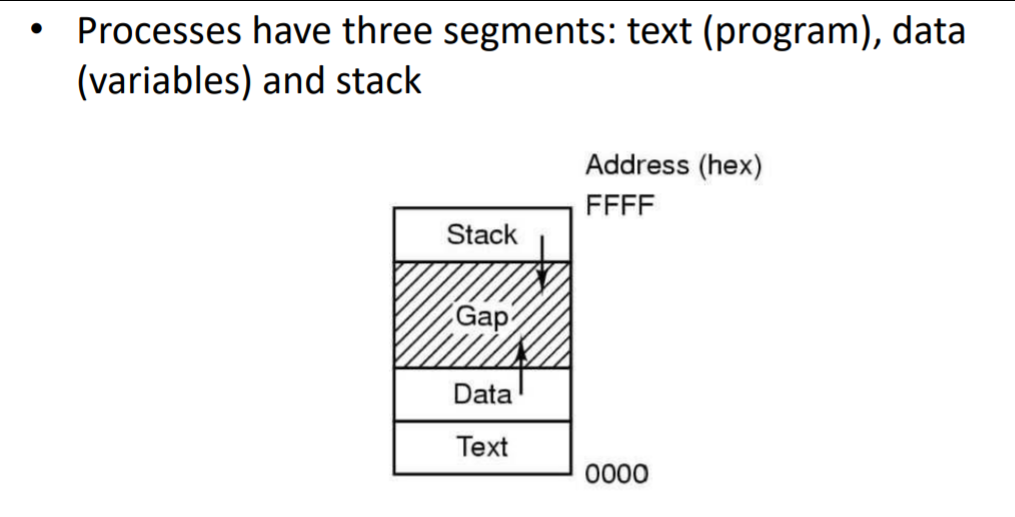 • Processes have three segments: text (program), data
(variables) and stack
Address (hex)
FFFF
Stack
Gap
Data
Text
0000